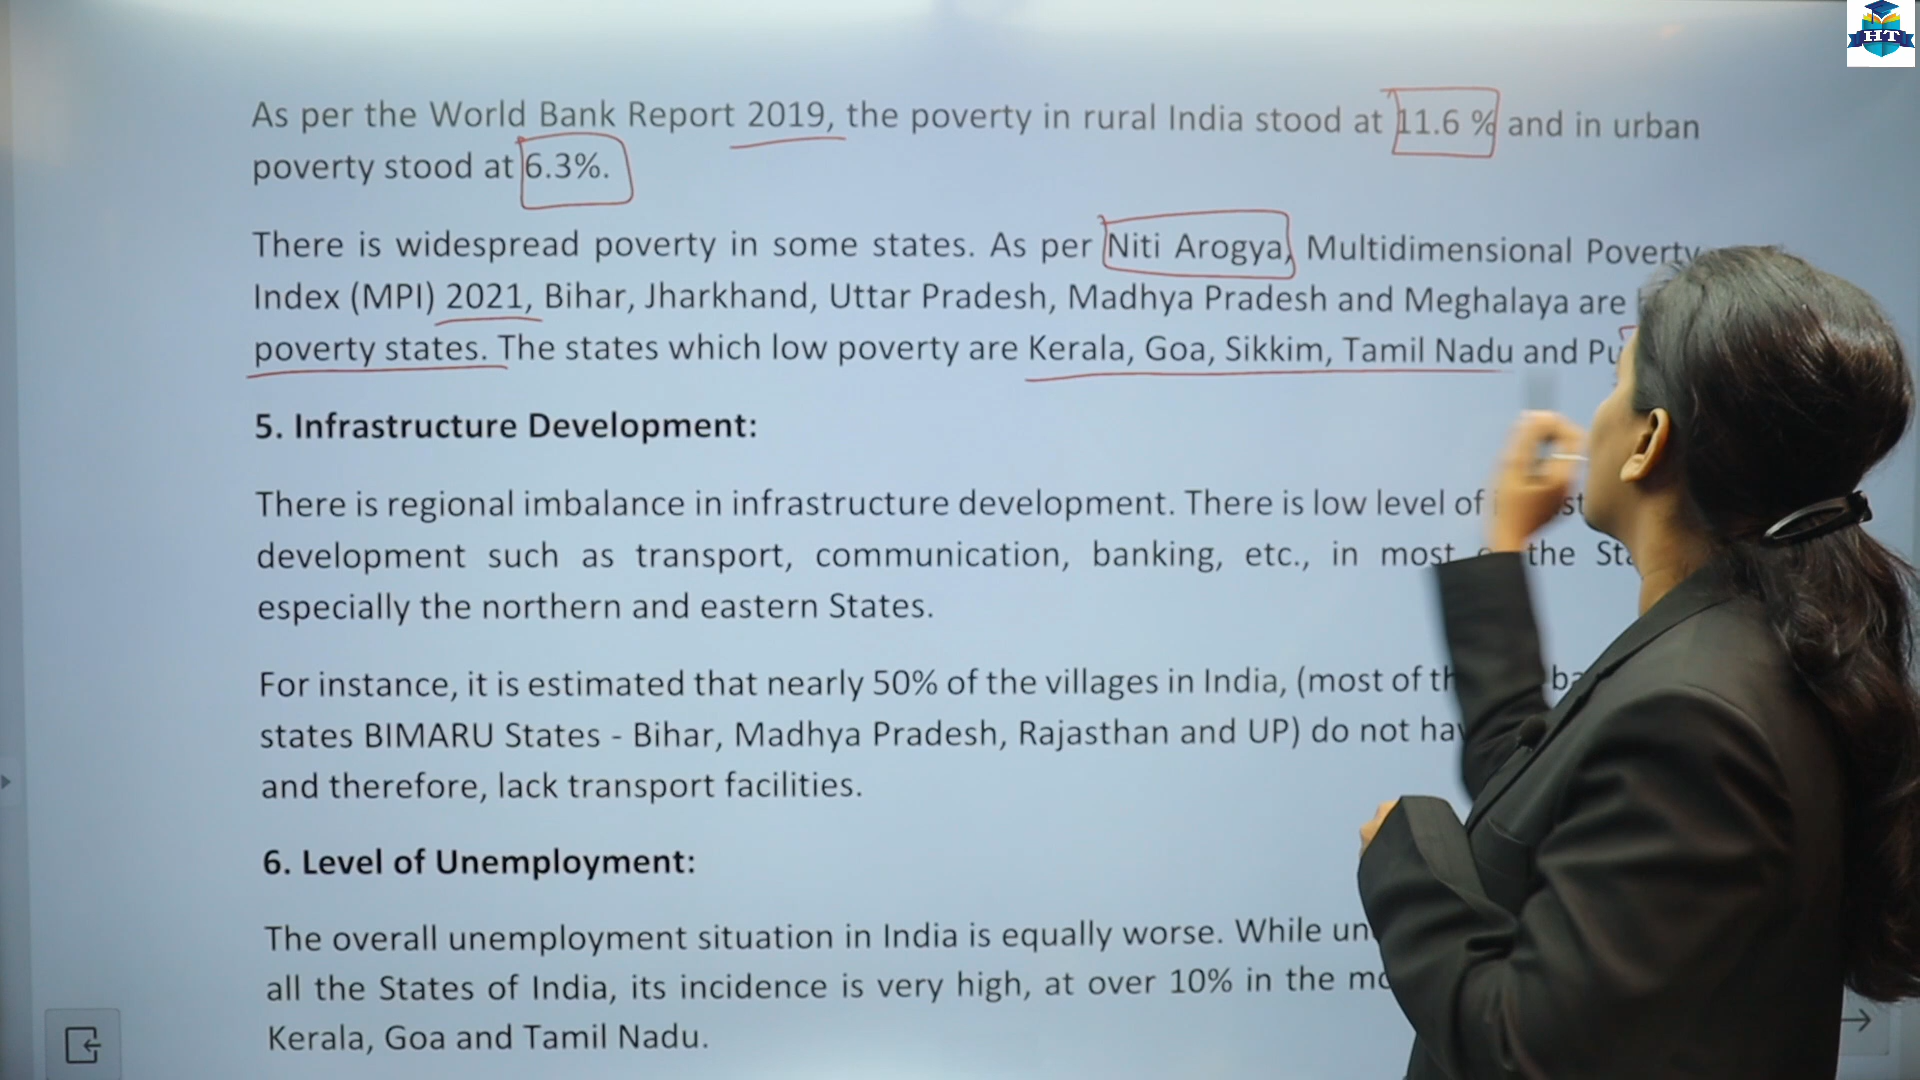 HT
As per the World Bank Report 2019, the poverty in rural India stood at 11.6 % and in urban
poverty stood at 6.3%.
There is widespread poverty in some states. As per Niti Arogya, Multidimensional Poverty
Index (MPI) 2021, Bihar, Jharkhand, Uttar Pradesh, Madhya Pradesh and Meghalaya are
poverty states. The states which low poverty are Kerala, Goa, Sikkim, Tamil Nadu and
5. Infrastructure Development:
There is regional imbalance in infrastructure development. There is low level of
development such as transport, communication, banking, etc., in most the
especially the northern and eastern States.
For instance, it is estimated that nearly 50% of the villages in India, (most of
states BIMARU States - Bihar, Madhya Pradesh, Rajasthan and UP) do not
and therefore, lack transport facilities.
6. Level of Unemployment:
The overall unemployment situation in India is equally worse. While
all the States of India, its incidence is very high, at over 10% in the
Kerala, Goa and Tamil Nadu.